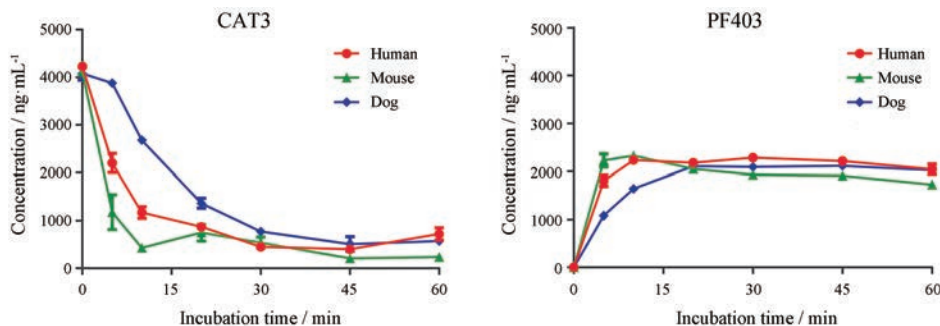 CAT3
Concentration / ng·mL-1
5000
4000
3000
2000
1000
0
0 15 30 45 60
Incubation time / min
Human
Mouse
Dog
PF403
Concentration / ng·mL-1
5000
4000
3000
2000
1000
0
0 15 30 45 60
Incubation time / min
Human
Mouse
Dog